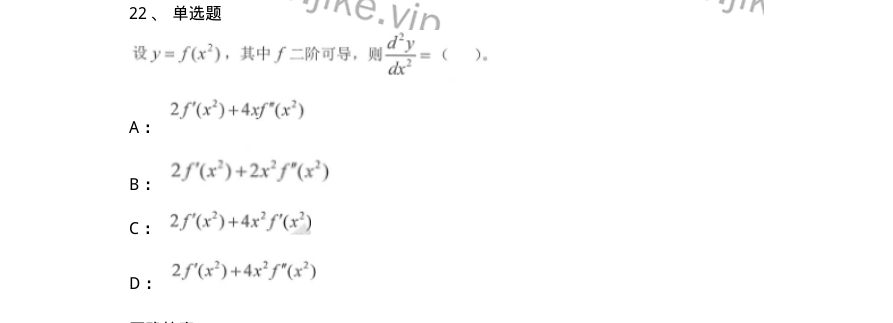 22 、 单选题
设 y = f(x²)，其中 f 二阶可导，则 d²y/dx² = （ ）。
A： 2f′(x²)+4xf″(x²)
B： 2f′(x²)+2x²f″(x²)
C： 2f′(x²)+4x²f′(x²)
D： 2f′(x²)+4x²f″(x²)